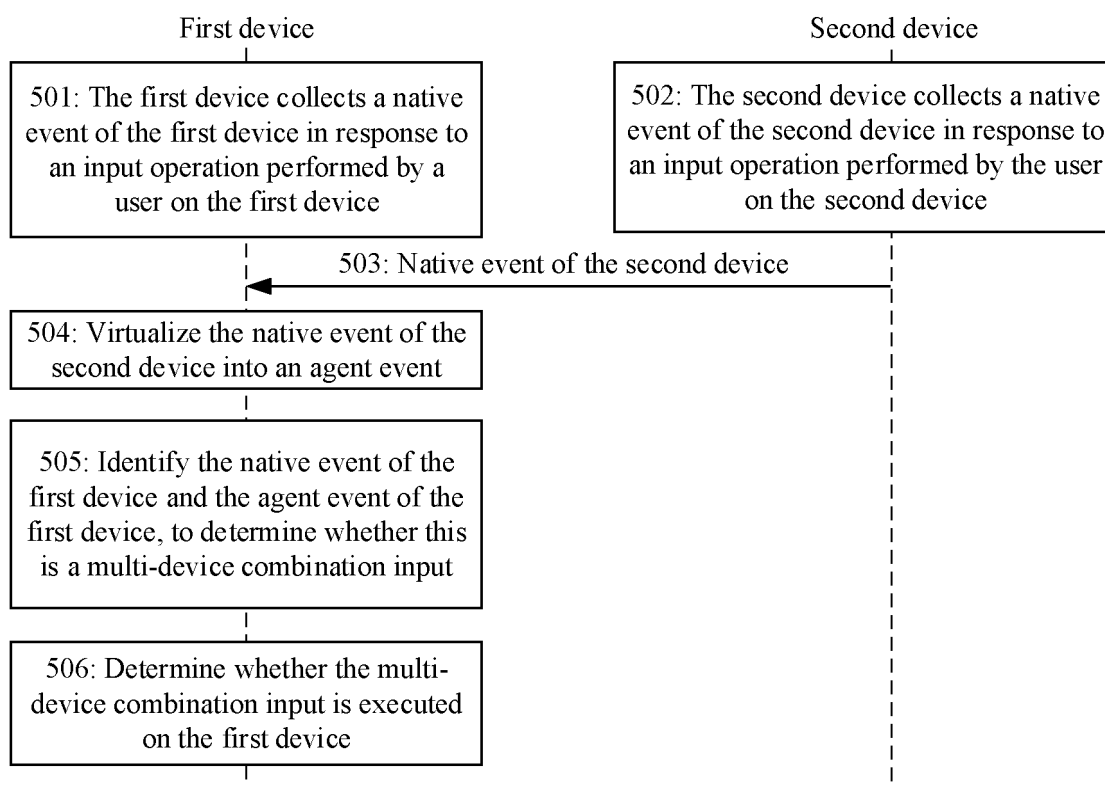 First device
Second device
501: The first device collects a native
event of the first device in response to
an input operation performed by a
user on the first device
502: The second device collects a native
event of the second device in response to
an input operation performed by the user
on the second device
503: Native event of the second device
504: Virtualize the native event of the
second device into an agent event
505: Identify the native event of the
first device and the agent event of the
first device, to determine whether this
is a multi-device combination input
506: Determine whether the multi-
device combination input is executed
on the first device